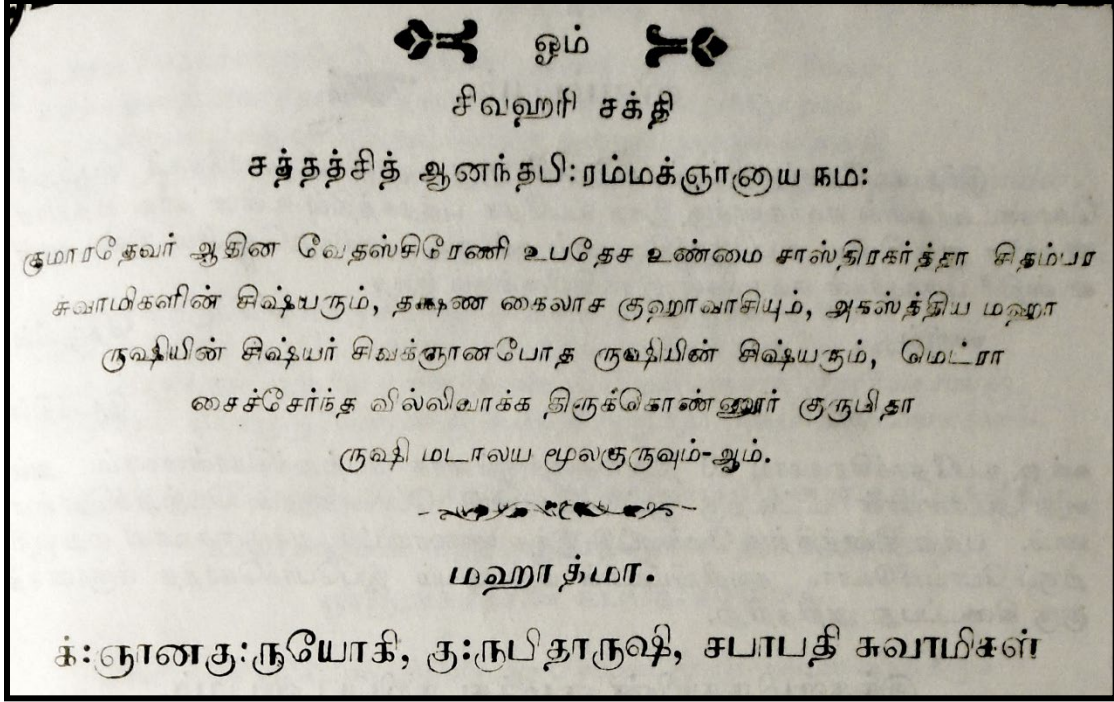 ஓம்
சிவஹரி சக்தி
சத்தத்சித் ஆனந்தபி:ரம்மக்ஞானாய நம:
குமாரதேவர் ஆதின வேதஸ்சிரேணி உபதேச உண்மை சாஸ்திரகர்த்தா சிதம்பர
சுவாமிகளின் சிஷ்யரும், தக்ஷண கைலாச குஹாவாசியும், அகஸ்த்திய மஹா
ருஷியின் சிஷ்யர் சிவக்ஞானபோத ருஷியின் சிஷ்யரும், மெட்ரா
சைச்சேர்ந்த வில்லிவாக்க திருக்கொண்ணூர் குருபிதா
ருஷி மடாலய மூலகுருவும்-ஆம்.
மஹாத்மா.
க்:ஞானகு:ருயோகி, கு:ருபிதாருஷி, சபாபதி சுவாமிகள்